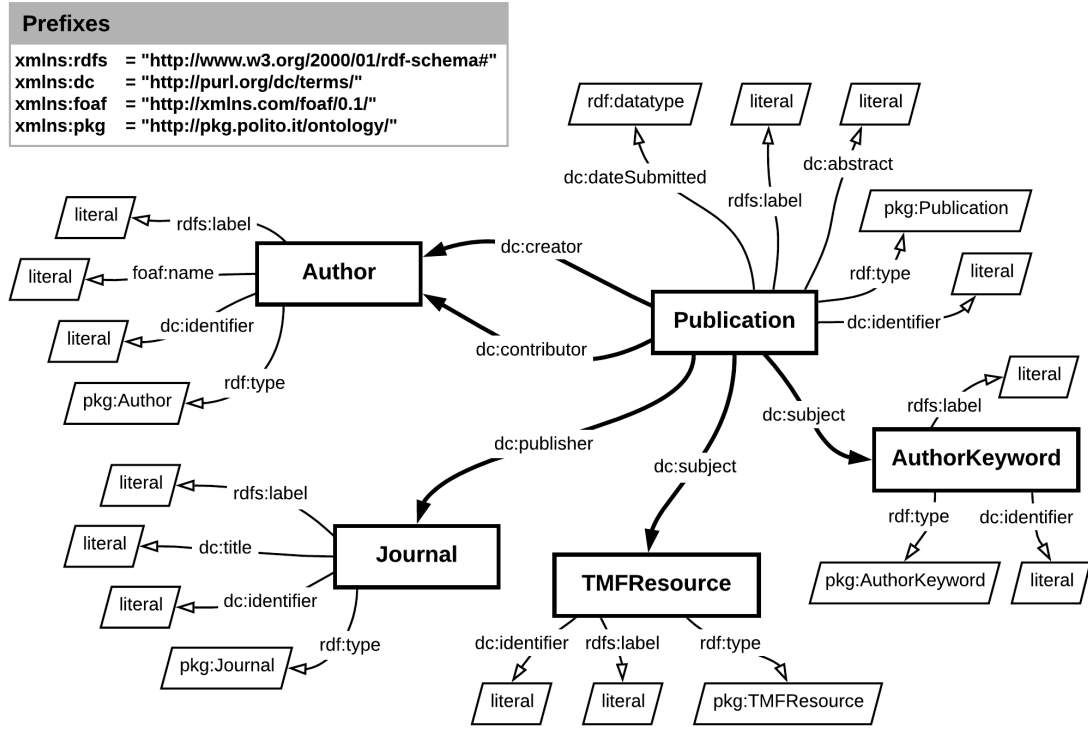 Prefixes
xmlns:rdfs = "http://www.w3.org/2000/01/rdf-schema#"
xmlns:dc = "http://purl.org/dc/terms/"
xmlns:foaf = "http://xmlns.com/foaf/0.1/"
xmlns:pkg = "http://pkg.polito.it/ontology/"
rdf:datatype
literal
literal
dc:dateSubmitted
rdfs:label
dc:abstract
pkg:Publication
rdf:type
literal
dc:identifier
Publication
literal
rdfs:label
literal
foaf:name
Author
literal
dc:identifier
pkg:Author
rdf:type
dc:creator
dc:contributor
dc:publisher
dc:subject
dc:subject
literal
rdfs:label
AuthorKeyword
rdf:type
dc:identifier
pkg:AuthorKeyword
literal
literal
rdfs:label
literal
dc:title
Journal
literal
dc:identifier
rdf:type
pkg:Journal
TMFResource
dc:identifier
rdfs:label
rdf:type
literal
literal
pkg:TMFResource